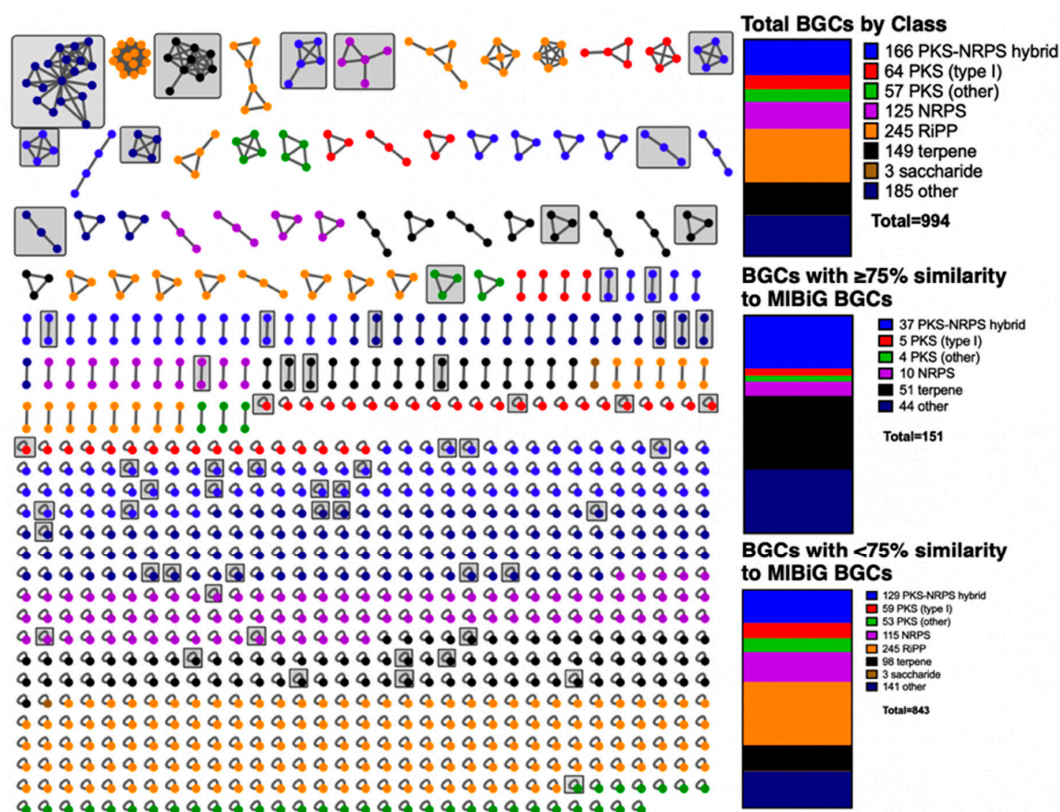 Total BGCs by Class
166 PKS-NRPS hybrid
64 PKS (type I)
57 PKS (other)
125 NRPS
245 RiPP
149 terpene
3 saccharide
185 other
Total=994
BGCs with ≥75% similarity
to MIBiG BGCs
37 PKS-NRPS hybrid
5 PKS (type I)
4 PKS (other)
10 NRPS
51 terpene
44 other
Total=151
BGCs with <75% similarity
to MIBiG BGCs
129 PKS-NRPS hybrid
59 PKS (type I)
53 PKS (other)
115 NRPS
245 RiPP
98 terpene
3 saccharide
141 other
Total=843